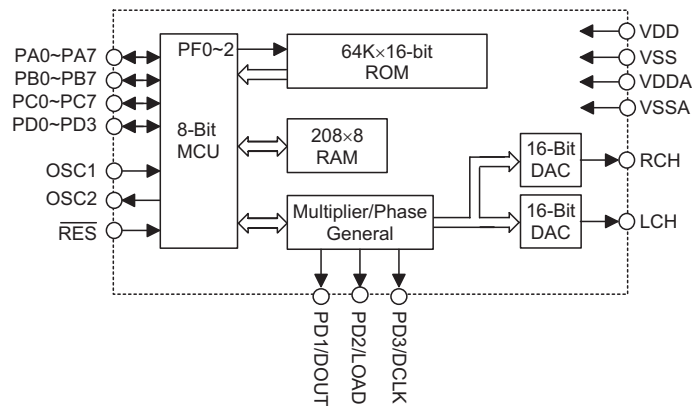 PA0~PA7
PB0~PB7
PC0~PC7
PD0~PD3
OSC1
OSC2
RES
8-Bit
MCU
PF0~2
64K×16-bit
ROM
208×8
RAM
Multiplier/Phase
General
16-Bit
DAC
16-Bit
DAC
VDD
VSS
VDDA
VSSA
RCH
LCH
PD1/DOUT
PD2/LOAD
PD3/DCLK